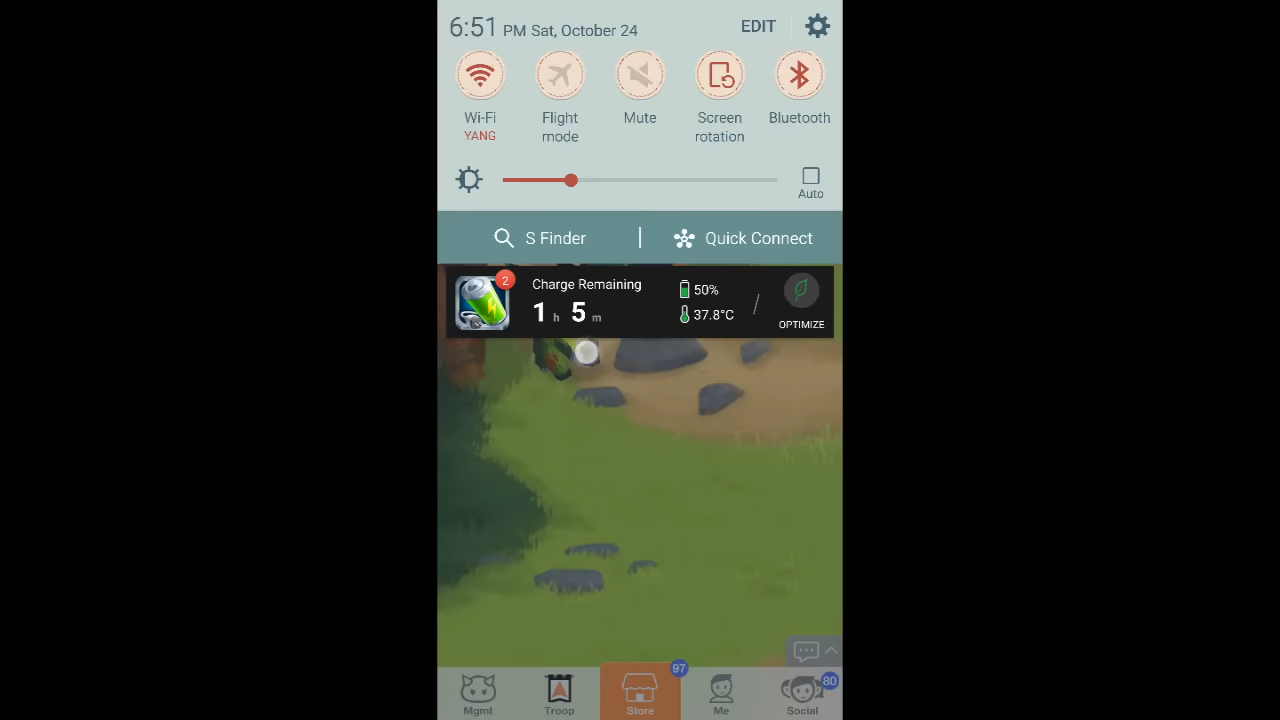 6:51 PM Sat, October 24
EDIT
Wi-Fi
YANG
Flight
mode
Mute
Screen
rotation
Bluetooth
Auto
S Finder
Quick Connect
2
Charge Remaining
1 h 5 m
50%
37.8°C
OPTIMIZE
97
80
Mgmt
Troop
Store
Me
Social